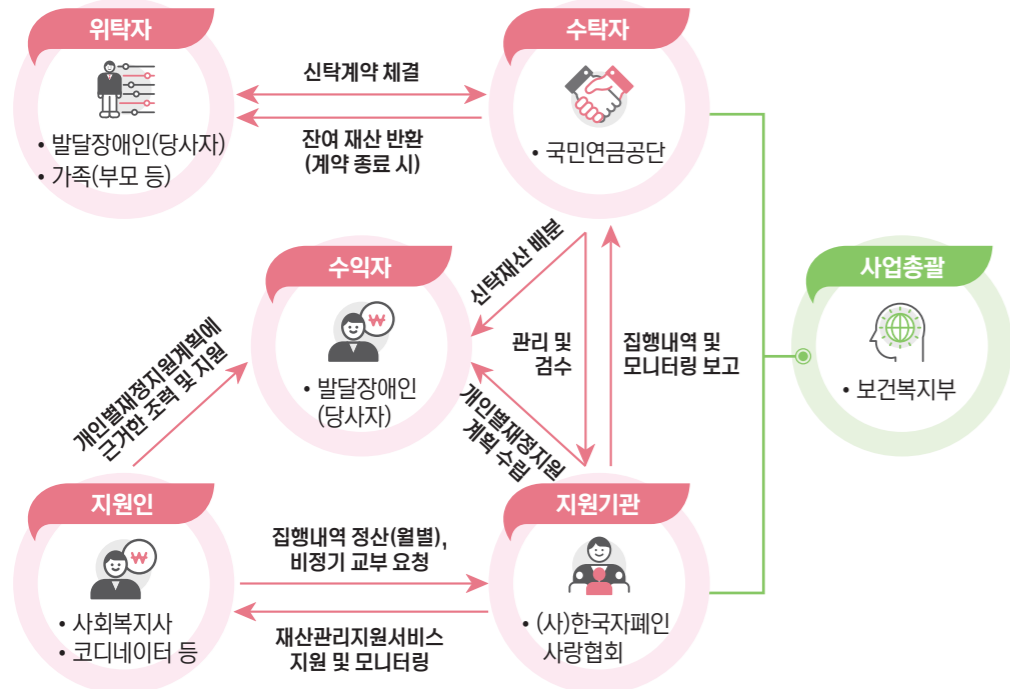 위탁자
• 발달장애인(당사자)
• 가족(부모 등)
신탁계약 체결
잔여 재산 반환
(계약 종료 시)
수탁자
• 국민연금공단
수익자
₩
• 발달장애인
(당사자)
신탁재산 배분
관리 및
검수
집행내역 및
모니터링 보고
사업총괄
• 보건복지부
개인별재정지원계획에
근거한 조력 및 지원
개인별재정지원
계획 수립
지원인
₩
• 사회복지사
• 코디네이터 등
집행내역 정산(월별),
비정기 교부 요청
재산관리지원서비스
지원 및 모니터링
지원기관
• (사)한국자폐인
사랑협회